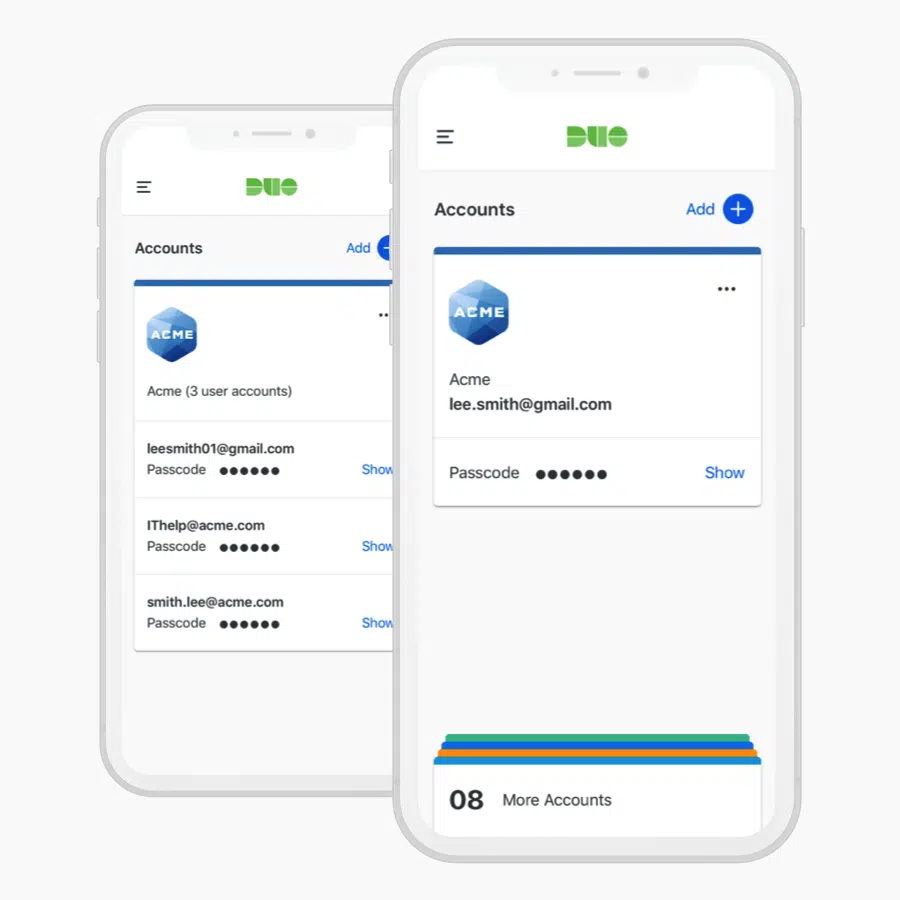 DUO
Accounts
Add
ACME
Acme (3 user accounts)
leesmith01@gmail.com
Passcode ●●●●●● Show
IThelp@acme.com
Passcode ●●●●●● Show
smith.lee@acme.com
Passcode ●●●●●● Show
DUO
Accounts
Add
ACME
Acme
lee.smith@gmail.com
Passcode ●●●●●● Show
08 More Accounts